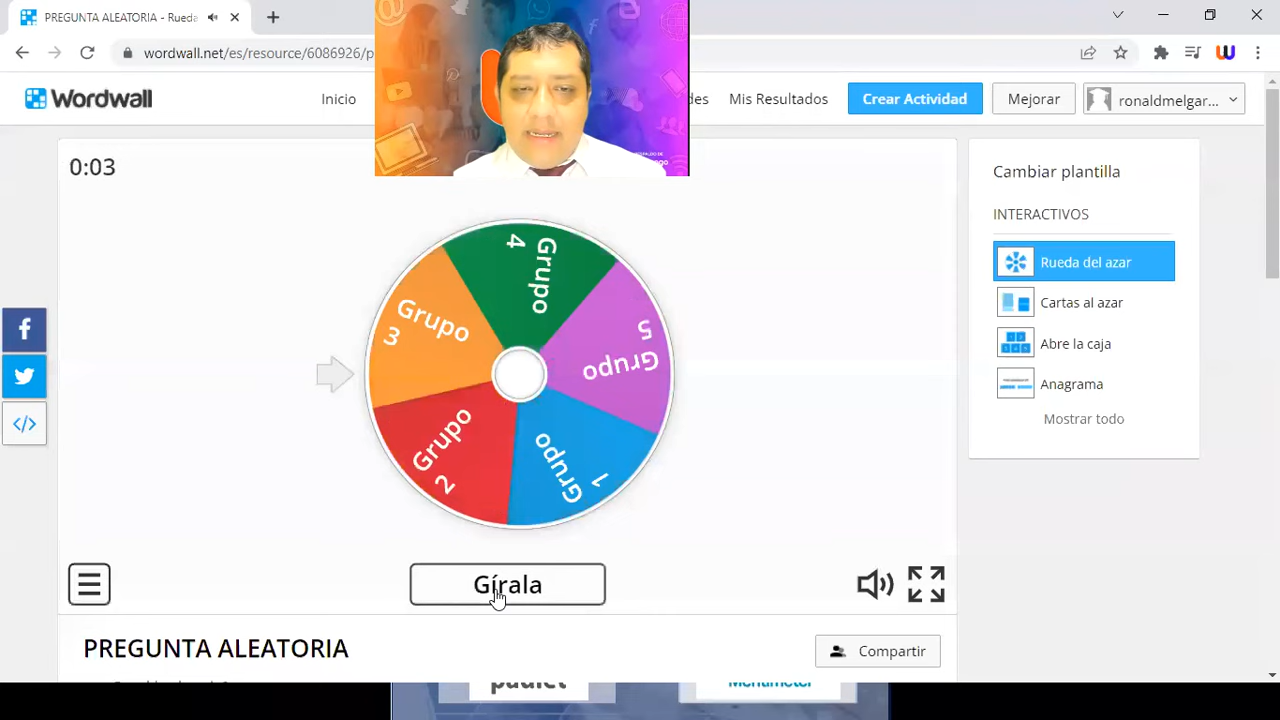 PREGUNTA ALEATORIA - Rueda
wordwall.net/es/resource/6086926/p
Wordwall
Inicio
Mis Resultados
Crear Actividad
Mejorar
ronaldmelgar...
0:03
Grupo 4
Grupo 5
Grupo 3
Grupo 2
Grupo 1
Gírala
PREGUNTA ALEATORIA
Compartir
Cambiar plantilla
INTERACTIVOS
Rueda del azar
Cartas al azar
Abre la caja
Anagrama
Mostrar todo
padlet
Mentimeter